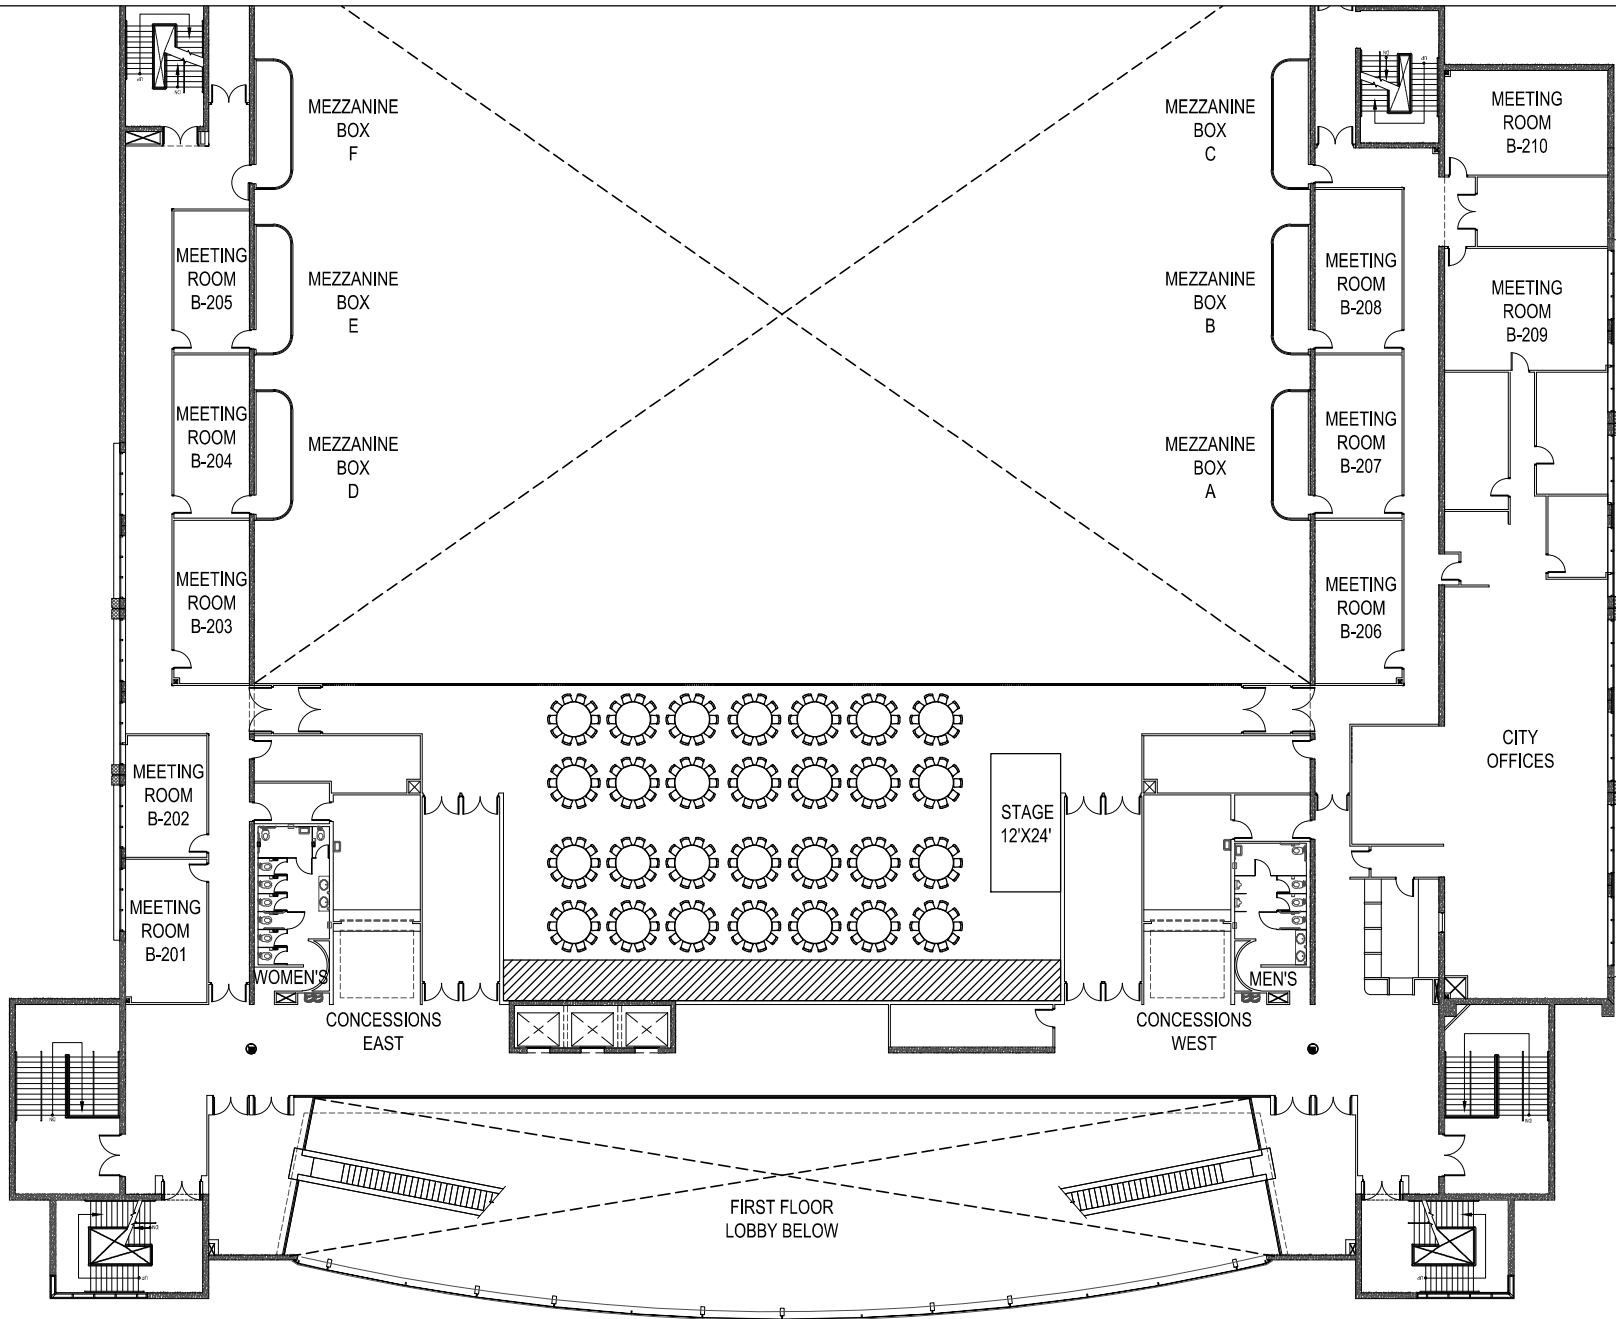 MEZZANINE
BOX
F
MEZZANINE
BOX
C
MEETING
ROOM
B-210
MEETING
ROOM
B-205
MEZZANINE
BOX
E
MEZZANINE
BOX
B
MEETING
ROOM
B-208
MEETING
ROOM
B-209
MEETING
ROOM
B-204
MEZZANINE
BOX
D
MEZZANINE
BOX
A
MEETING
ROOM
B-207
MEETING
ROOM
B-203
MEETING
ROOM
B-206
CITY
OFFICES
MEETING
ROOM
B-202
STAGE
12'X24'
MEETING
ROOM
B-201
WOMEN'S
MEN'S
CONCESSIONS
EAST
CONCESSIONS
WEST
FIRST FLOOR
LOBBY BELOW